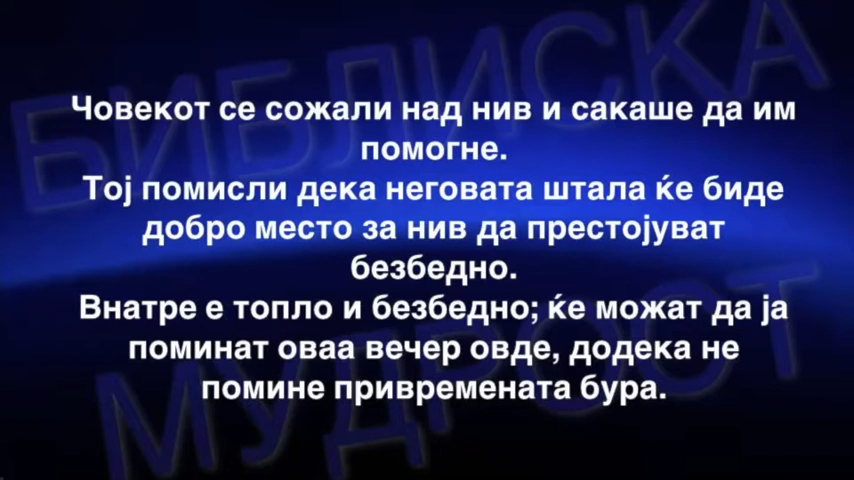 БИБЛИСКА
Човекот се сожали над нив и сакаше да им
помогне.
Тој помисли дека неговата штала ќе биде
добро место за нив да престојуват
безбедно.
Внатре е топло и безбедно; ќе можат да ја
поминат оваа вечер овде, додека не
помине привремената бура.
МУДРОСТ